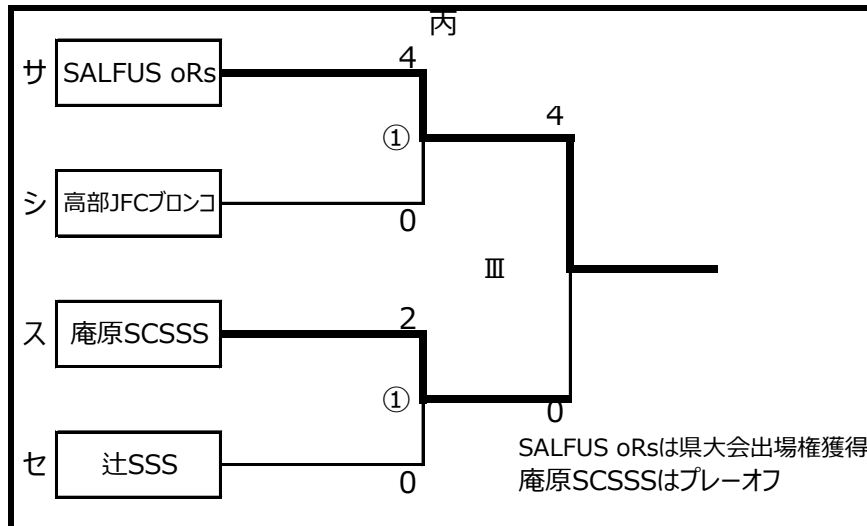 丙
サ SALFUS oRs 4
① 4
シ 高部JFCブロンコ 0
Ⅲ
ス 庵原SCSSS 2
① 0
セ 辻SSS 0
SALFUS oRsは県大会出場権獲得
庵原SCSSSはプレーオフ